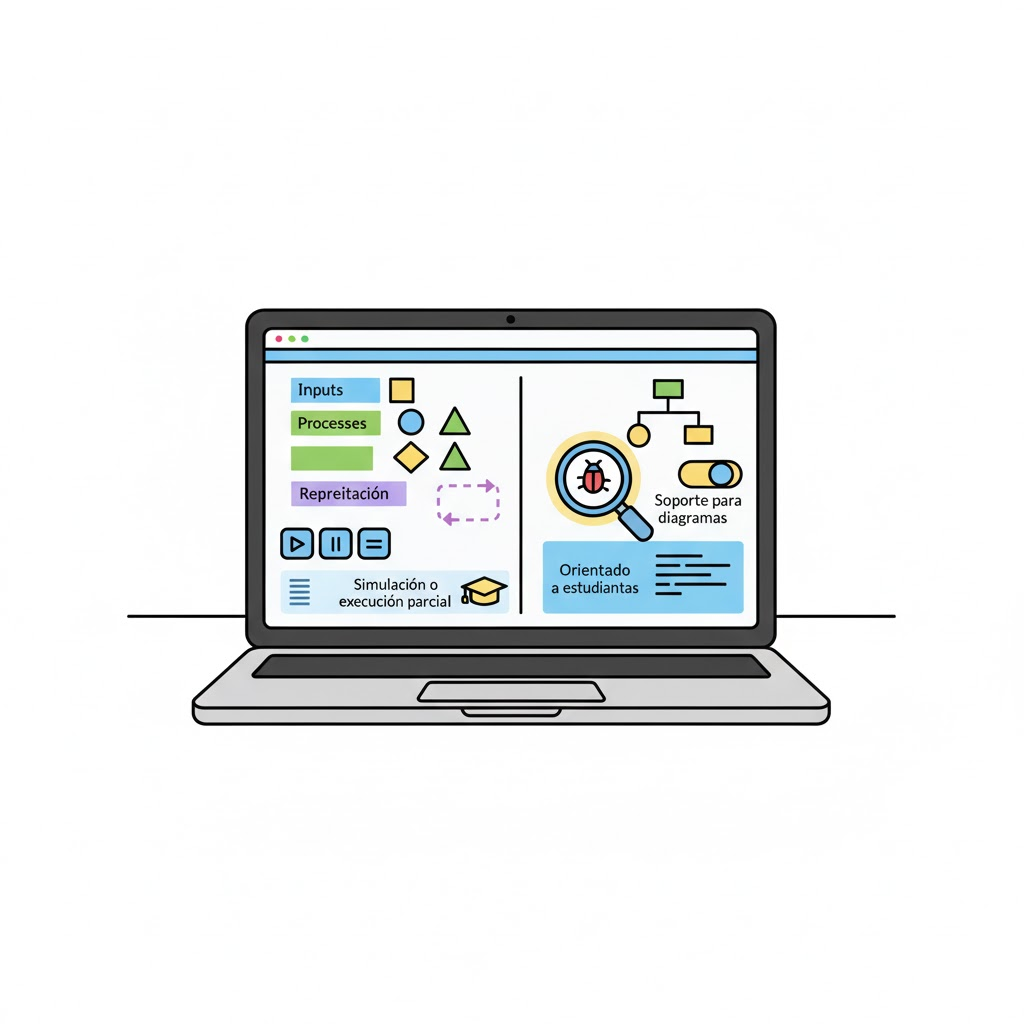 Inputs
Processes
Repreitación
Simulación o
execución parcial
Soporte para
diagramas
Orientado
a estudiantas